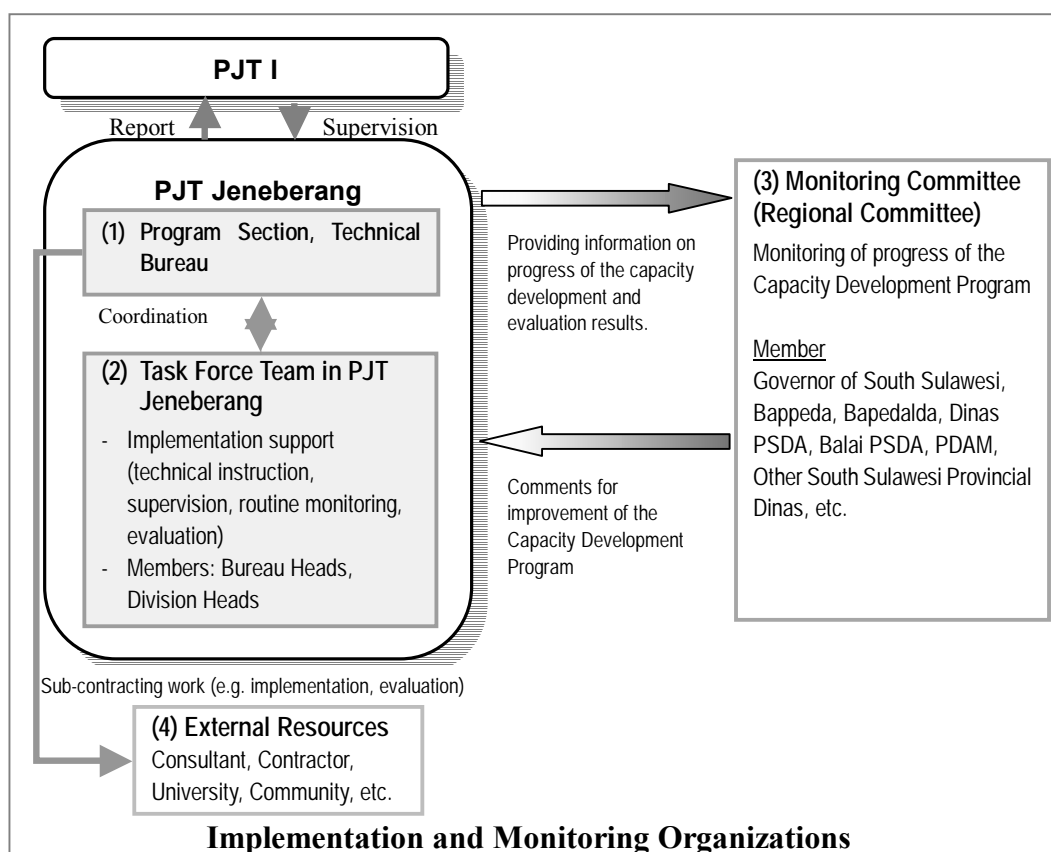 PJT I
Report
Supervision
PJT Jeneberang
(1) Program Section, Technical
Bureau
Coordination
(2) Task Force Team in PJT
Jeneberang
- Implementation support
(technical instruction,
supervision, routine monitoring,
evaluation)
- Members: Bureau Heads,
Division Heads
Providing information on
progress of the capacity
development and
evaluation results.
Comments for
improvement of the
Capacity Development
Program
(3) Monitoring Committee
(Regional Committee)
Monitoring of progress of the
Capacity Development Program
Member
Governor of South Sulawesi,
Bappeda, Bapedalda, Dinas
PSDA, Balai PSDA, PDAM,
Other South Sulawesi Provincial
Dinas, etc.
Sub-contracting work (e.g. implementation, evaluation)
(4) External Resources
Consultant, Contractor,
University, Community, etc.
Implementation and Monitoring Organizations